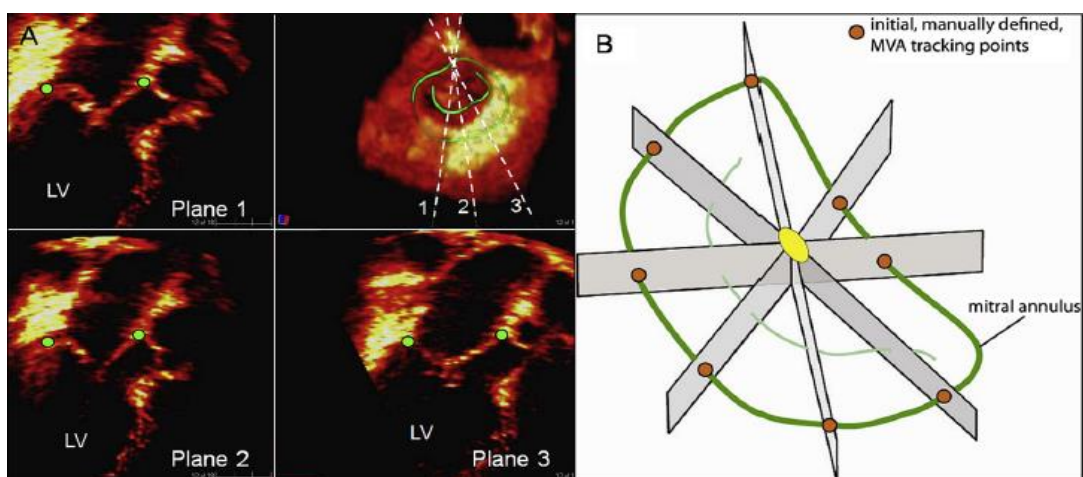 A
LV
Plane 1
1 2 3
LV
Plane 2
LV
Plane 3
B
initial, manually defined,
MVA tracking points
mitral annulus